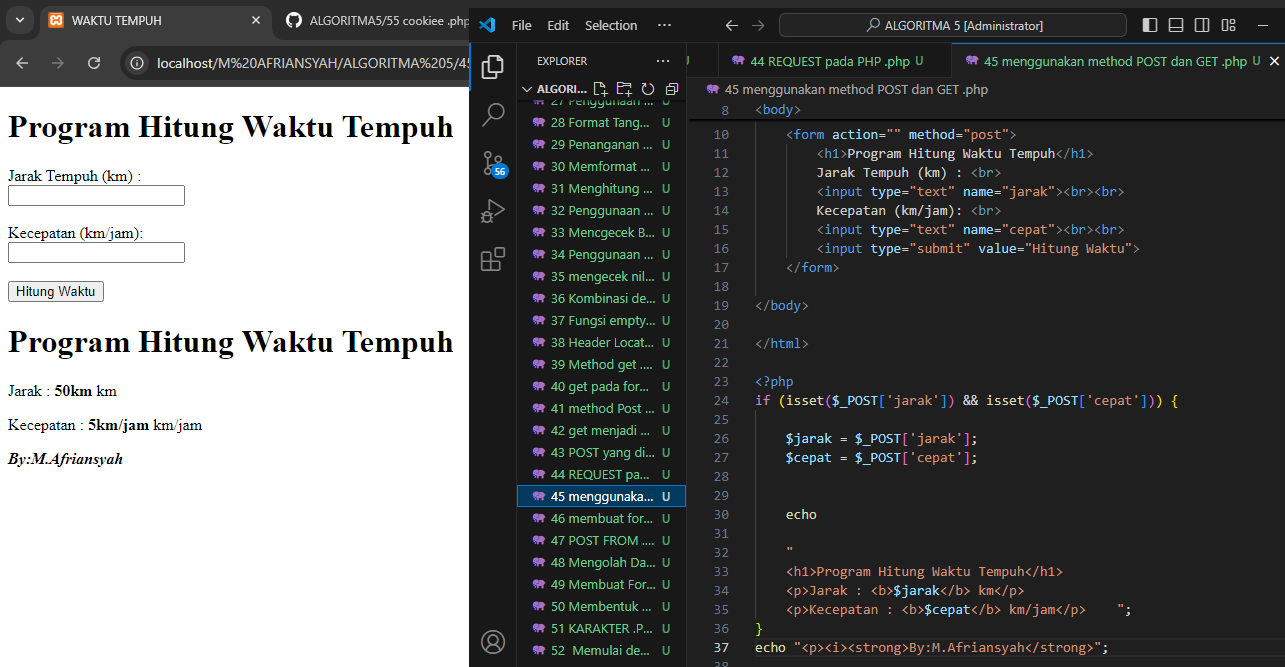 WAKTU TEMPUH
ALGORITMA5/55 cookiee .php
localhost/M%20AFRIANSYAH/ALGORITMA%205/45
Program Hitung Waktu Tempuh
Jarak Tempuh (km) :
Kecepatan (km/jam):
Hitung Waktu
Program Hitung Waktu Tempuh
Jarak : 50km km
Kecepatan : 5km/jam km/jam
By:M.Afriansyah
File Edit Selection ···
ALGORITMA 5 [Administrator]
EXPLORER ···
ALGORI...
56
27 Penggunaan ... U
28 Format Tang... U
29 Penanganan ... U
30 Memformat ... U
31 Menghitung ... U
32 Penggunaan ... U
33 Mencgecek B... U
34 Penggunaan ... U
35 mengecek nil... U
36 Kombinasi de... U
37 Fungsi empty... U
38 Header Locat... U
39 Method get .... U
40 get pada for... U
41 method Post ... U
42 get menjadi ... U
43 POST yang di... U
44 REQUEST pa... U
45 menggunaka... U
46 membuat for... U
47 POST FROM .... U
48 Mengolah Da... U
49 Membuat For... U
50 Membentuk ... U
51 KARAKTER .P... U
52  Memulai de... U
U
44 REQUEST pada PHP .php U
45 menggunakan method POST dan GET .php U
45 menggunakan method POST dan GET .php
8 <body>
10 <form action="" method="post">
11 <h1>Program Hitung Waktu Tempuh</h1>
12 Jarak Tempuh (km) : <br>
13 <input type="text" name="jarak"><br><br>
14 Kecepatan (km/jam): <br>
15 <input type="text" name="cepat"><br><br>
16 <input type="submit" value="Hitung Waktu">
17 </form>
18
19 </body>
20
21 </html>
22
23 <?php
24 if (isset($_POST['jarak']) && isset($_POST['cepat'])) {
25
26 $jarak = $_POST['jarak'];
27 $cepat = $_POST['cepat'];
28
29
30 echo
31
32 "
33 <h1>Program Hitung Waktu Tempuh</h1>
34 <p>Jarak : <b>$jarak</b> km</p>
35 <p>Kecepatan : <b>$cepat</b> km/jam</p>    ";
36 }
37 echo "<p><i><strong>By:M.Afriansyah</strong>";
38